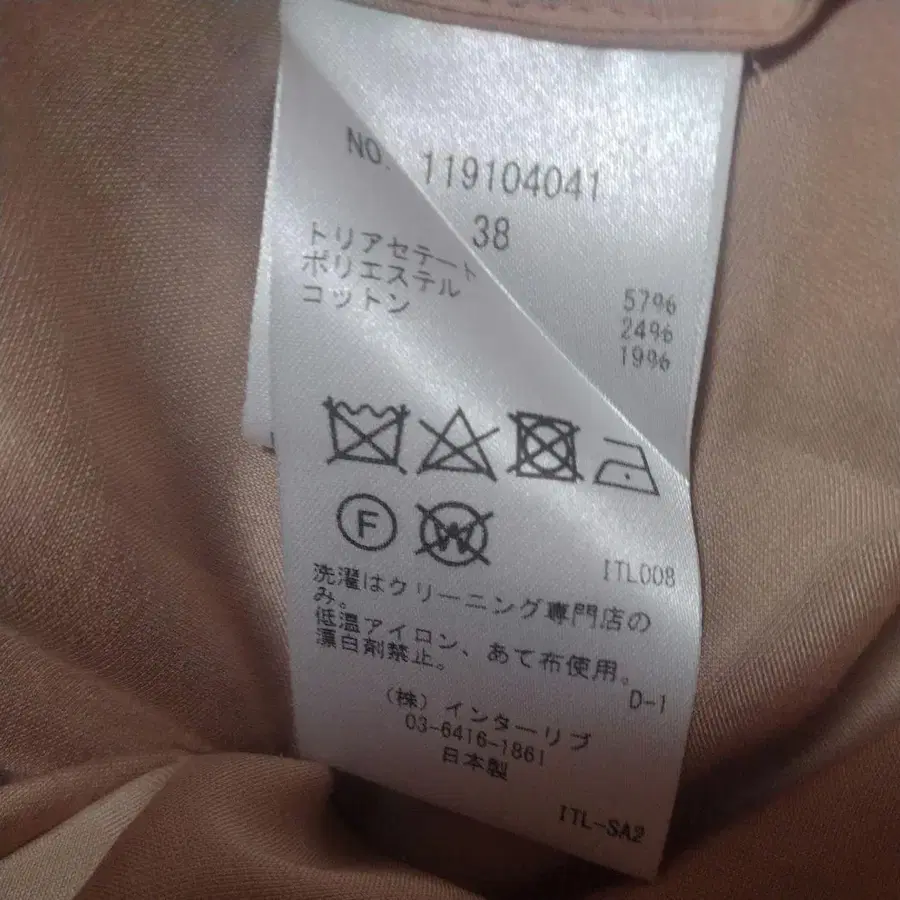 NO. 119104041
38
トリアセテート 57%
ポリエステル 24%
コットン 19%
F W
ITL008
洗濯はクリーニング専門店の
み。
低温アイロン、あて布使用。
漂白剤禁止。
D-1
(株)インターリブ
03-6416-1861
日本製
ITL-SA2